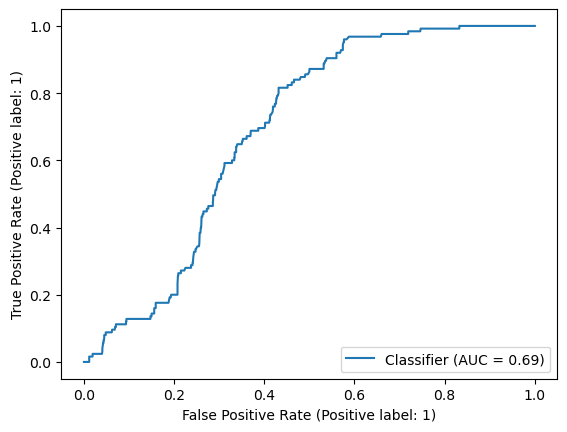 1.0
0.8
0.6
0.4
0.2
0.0
True Positive Rate (Positive label: 1)
Classifier (AUC = 0.69)
0.0 0.2 0.4 0.6 0.8 1.0
False Positive Rate (Positive label: 1)